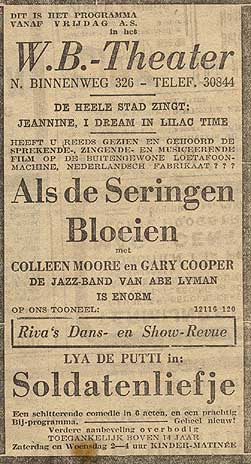 DIT IS HET PROGRAMMA
VANAF VRIJDAG A.S.
in het
W.B.-Theater
N. BINNENWEG 326 - TELEF. 30844
DE HEELE STAD ZINGT:
JEANNINE, I DREAM IN LILAC TIME
HEEFT U REEDS GEZIEN EN GEHOORD DE
SPREKENDE-, ZINGENDE- EN MUSICEERENDE
FILM OP DE BUITENGEWONE LOETAFOON-
MACHINE, NEDERLANDSCH FABRIKAAT ? ? ?
Als de Seringen
Bloeien
met
COLLEEN MOORE en GARY COOPER
DE JAZZ-BAND VAN ABE LYMAN
IS ENORM
OP ONS TOONEEL: 12116 120
Riva's Dans- en Show-Revue
LYA DE PUTTI in:
Soldatenliefje
Een schitterende comedie in 6 acten, en een prachtig
Bij-programma. — Geheel nieuw!
Verdere aanbeveling overbodig
TOEGANKELIJK BOVEN 14 JAAR
Zaterdag en Woensdag 2—4 uur KINDER-MATINÉE